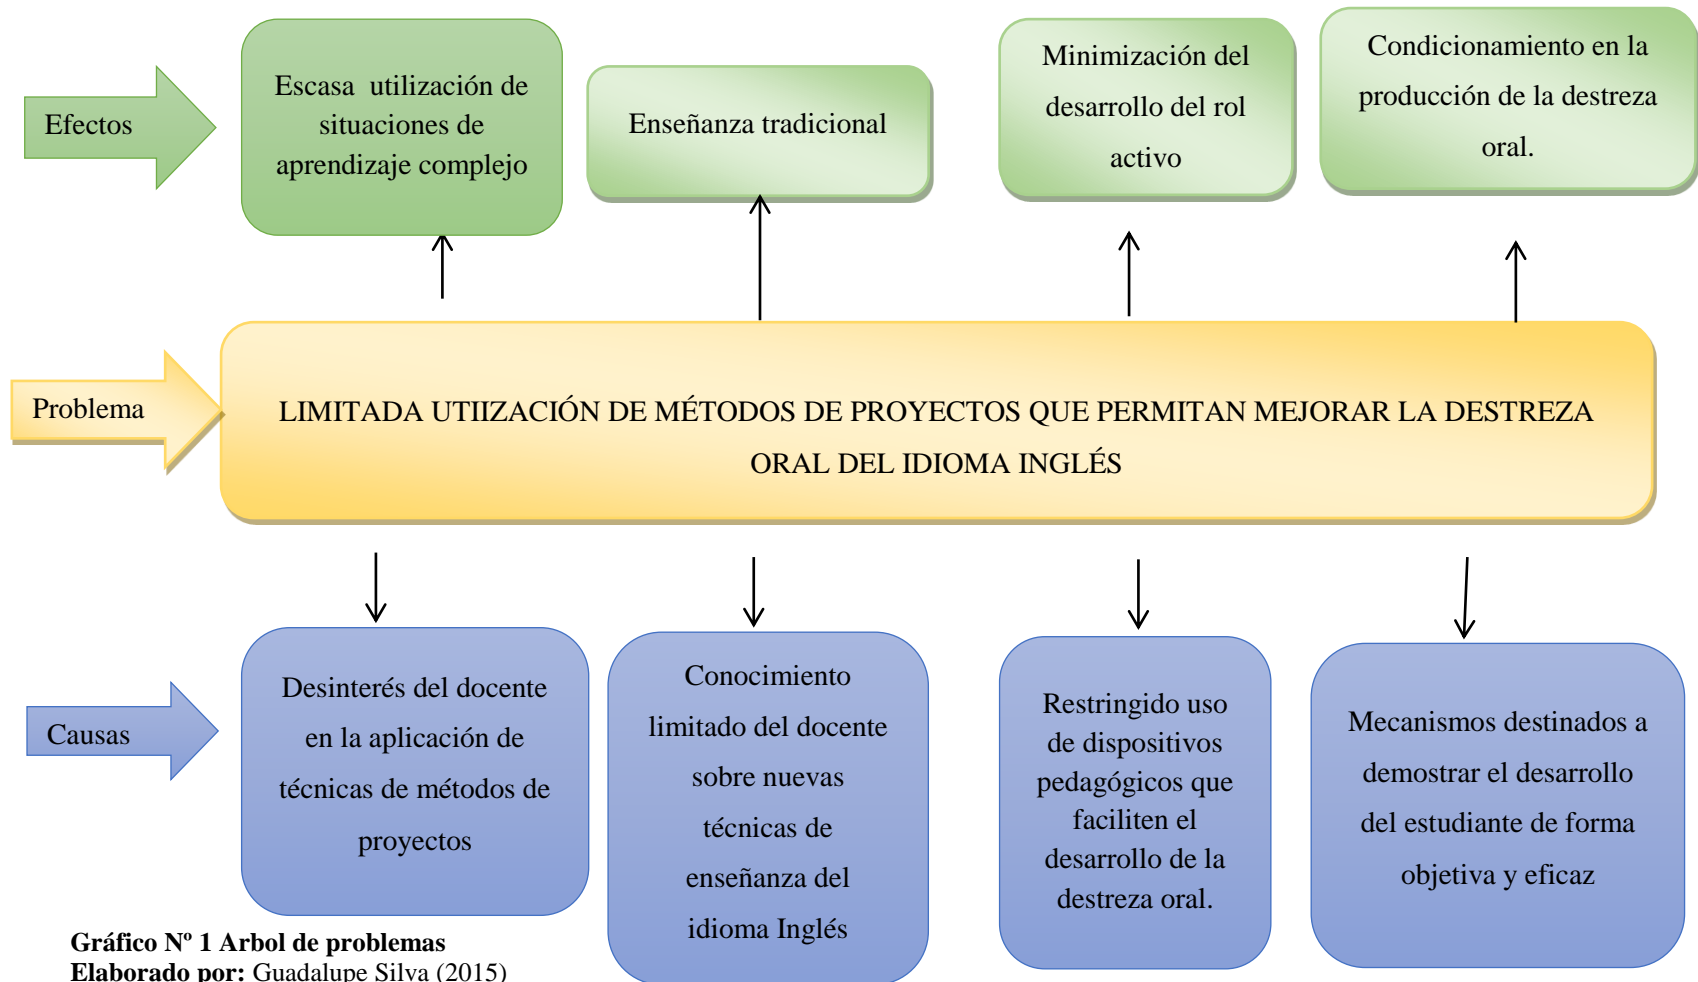 Efectos
Escasa utilización de
situaciones de
aprendizaje complejo
Enseñanza tradicional
Minimización del
desarrollo del rol
activo
Condicionamiento en la
producción de la destreza
oral.
Problema
LIMITADA UTIIZACIÓN DE MÉTODOS DE PROYECTOS QUE PERMITAN MEJORAR LA DESTREZA
ORAL DEL IDIOMA INGLÉS
Causas
Desinterés del docente
en la aplicación de
técnicas de métodos de
proyectos
Conocimiento
limitado del docente
sobre nuevas
técnicas de
enseñanza del
idioma Inglés
Restringido uso
de dispositivos
pedagógicos que
faciliten el
desarrollo de la
destreza oral.
Mecanismos destinados a
demostrar el desarrollo
del estudiante de forma
objetiva y eficaz
Gráfico Nº 1 Arbol de problemas
Elaborado por: Guadalupe Silva (2015)